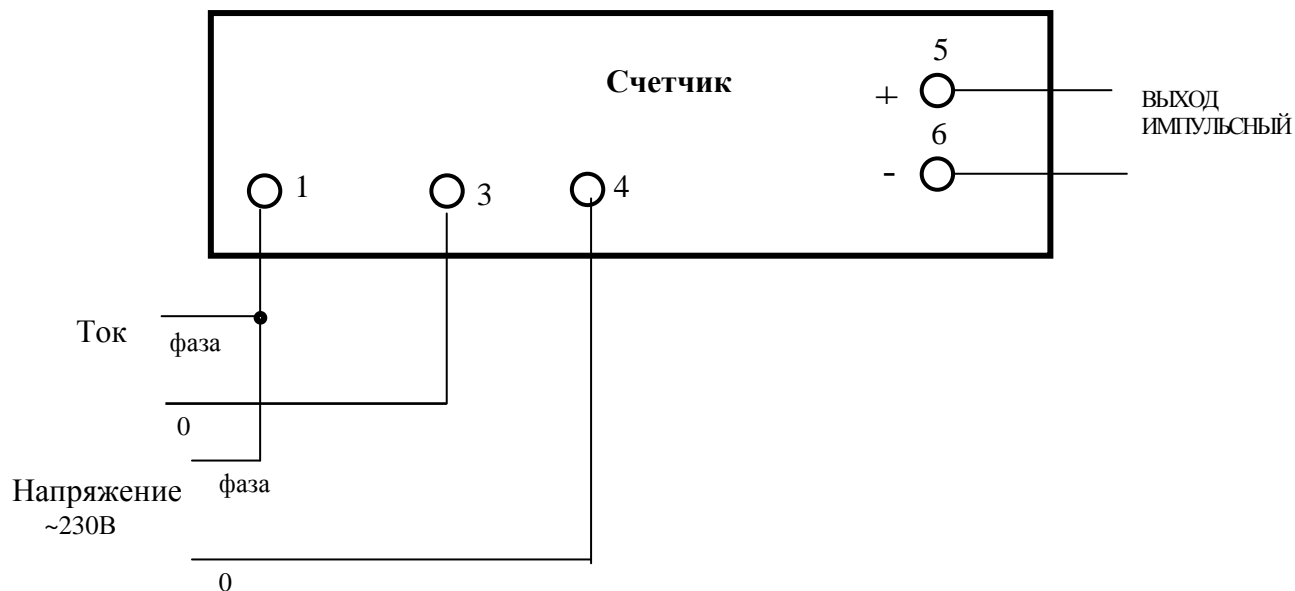 5
Счетчик
+
ВЫХОД
ИМПУЛЬСНЫЙ
6
-
1
3
4
Ток
фаза
0
фаза
Напряжение
~230В
0